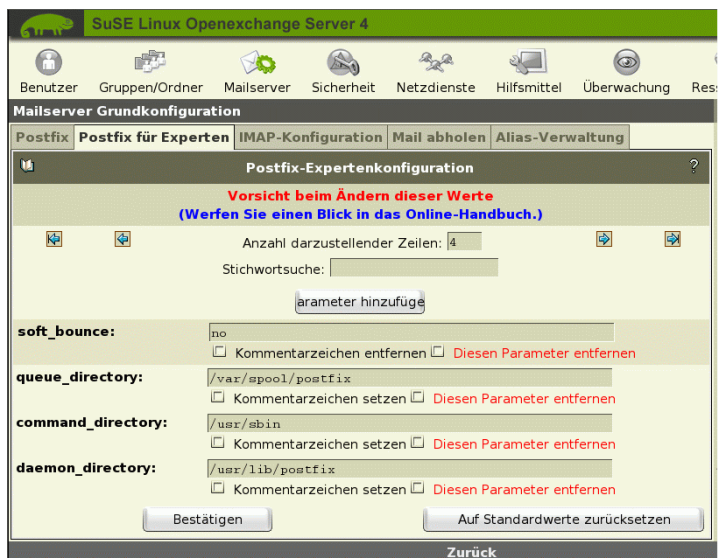 SuSE Linux Openexchange Server 4
Benutzer Gruppen/Ordner Mailserver Sicherheit Netzdienste Hilfsmittel Überwachung Ress
Mailserver Grundkonfiguration
Postfix Postfix für Experten IMAP-Konfiguration Mail abholen Alias-Verwaltung
Postfix-Expertenkonfiguration ?
Vorsicht beim Ändern dieser Werte
(Werfen Sie einen Blick in das Online-Handbuch.)
Anzahl darzustellender Zeilen: 4
Stichwortsuche:
arameter hinzufüge
soft_bounce: no
Kommentarzeichen entfernen Diesen Parameter entfernen
queue_directory: /var/spool/postfix
Kommentarzeichen setzen Diesen Parameter entfernen
command_directory: /usr/sbin
Kommentarzeichen setzen Diesen Parameter entfernen
daemon_directory: /usr/lib/postfix
Kommentarzeichen setzen Diesen Parameter entfernen
Bestätigen Auf Standardwerte zurücksetzen
Zurück